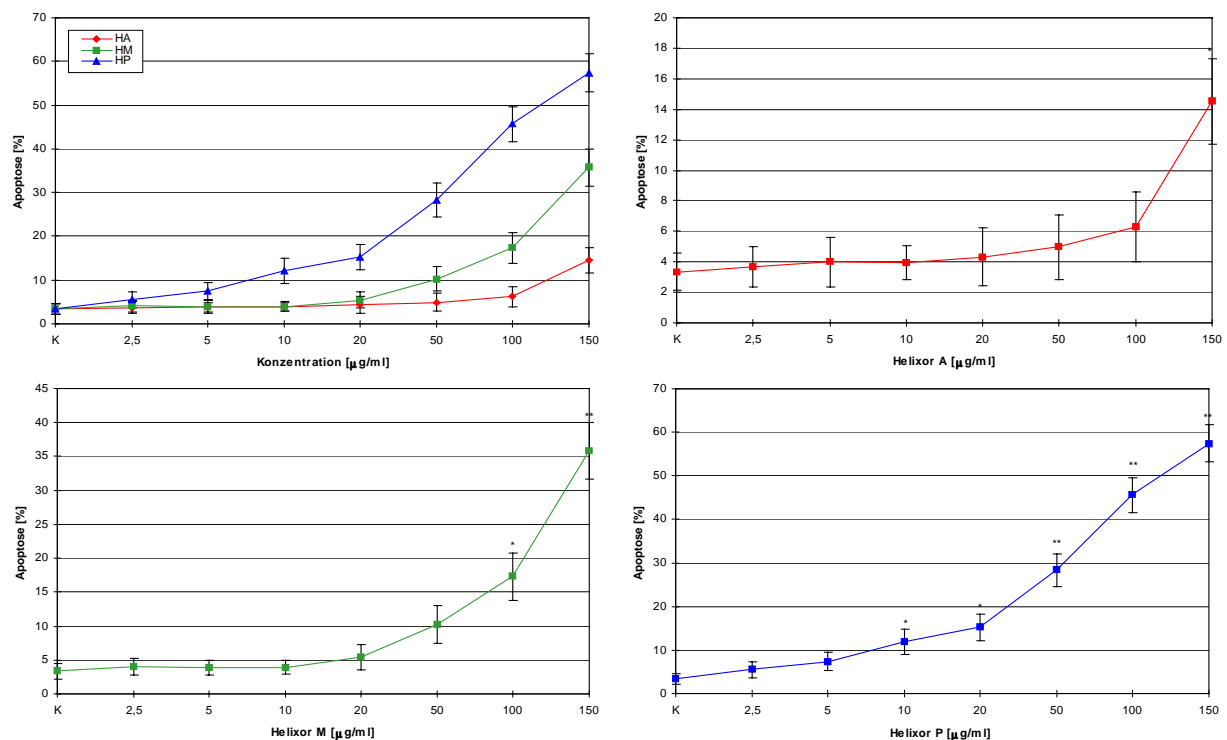 70
60
50
40
30
20
10
0
Apoptose [%]
HA
HM
HP
K 2,5 5 10 20 50 100 150
Konzentration [µg/ml]
20
18
16
14
12
10
8
6
4
2
0
Apoptose [%]
*
K 2,5 5 10 20 50 100 150
Helixor A [µg/ml]
45
40
35
30
25
20
15
10
5
0
Apoptose [%]
* **
K 2,5 5 10 20 50 100 150
Helixor M [µg/ml]
70
60
50
40
30
20
10
0
Apoptose [%]
* * ** ** **
K 2,5 5 10 20 50 100 150
Helixor P [µg/ml]